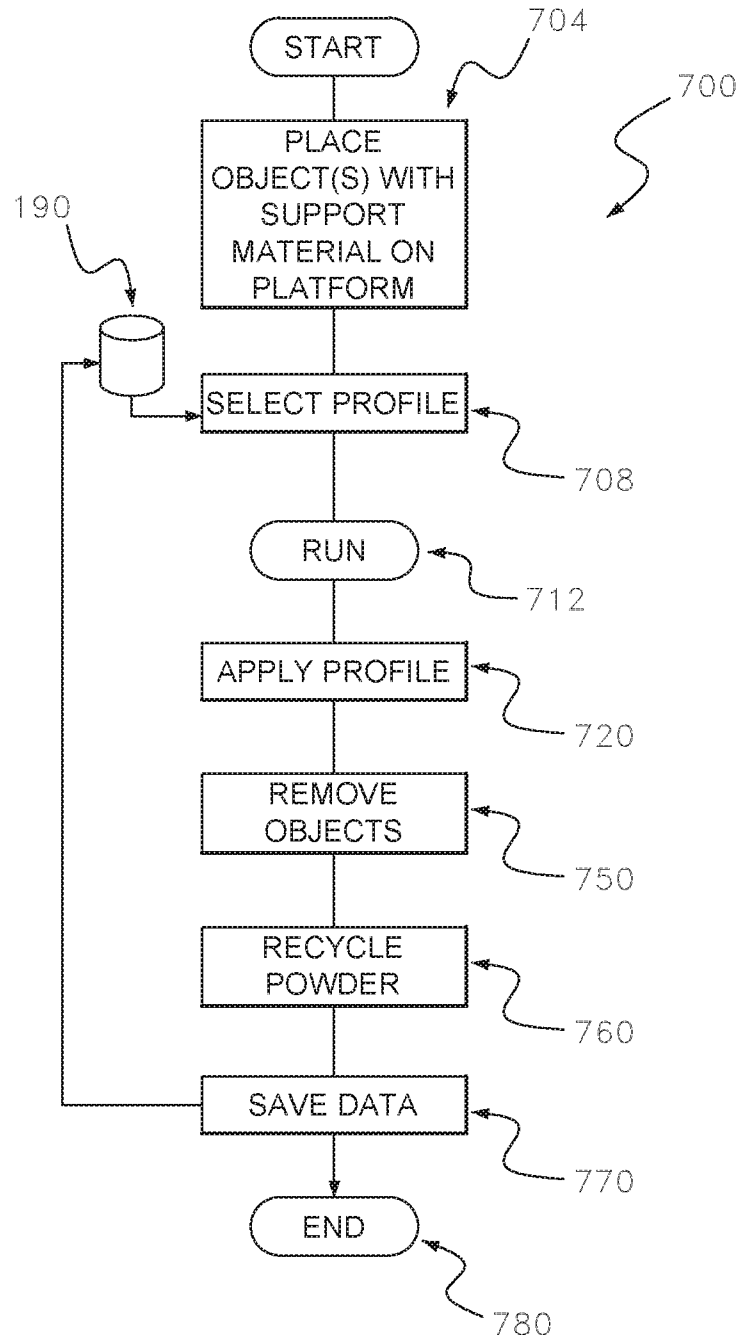 START
704
700
PLACE
OBJECT(S) WITH
SUPPORT
MATERIAL ON
PLATFORM
190
SELECT PROFILE
708
RUN
712
APPLY PROFILE
720
REMOVE
OBJECTS
750
RECYCLE
POWDER
760
SAVE DATA
770
END
780